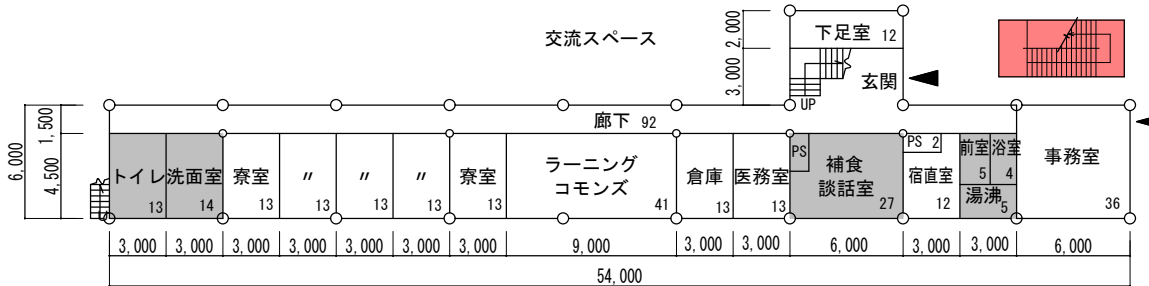 交流スペース
下足室 12
玄関
UP
2,000
3,000
6,000
4,500 1,500
廊下 92
トイレ 13
洗面室 14
寮室 13
〃 13
〃 13
〃 13
寮室 13
ラーニング
コモンズ 41
倉庫 13
医務室 13
PS
補食
談話室 27
PS 2
宿直室
12
前室 5
浴室 4
湯沸 5
事務室
36
3,000 3,000 3,000 3,000 3,000 3,000 3,000 9,000 3,000 3,000 6,000 3,000 3,000 6,000
54,000